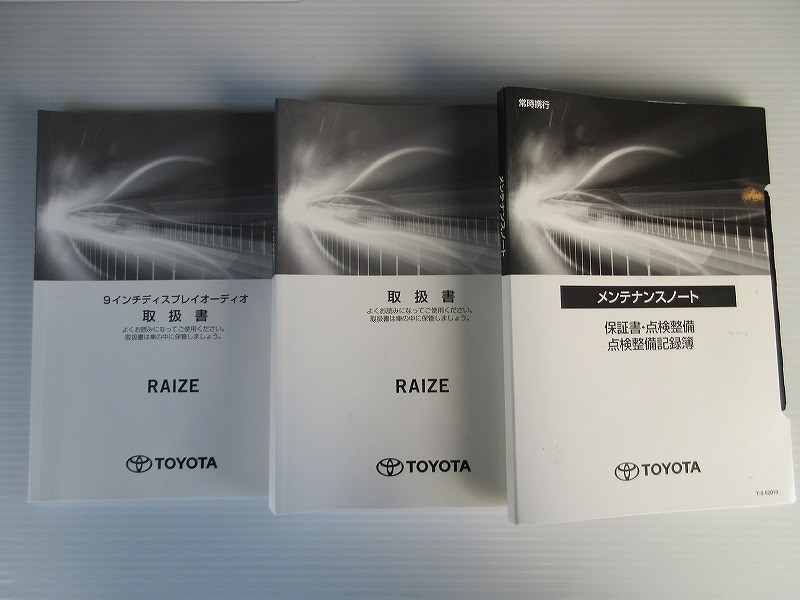 9インチディスプレイオーディオ
取扱書
よくお読みになってご使用ください。
取扱書は車の中に保管しましょう。
RAIZE
TOYOTA
取扱書
よくお読みになってご使用ください。
取扱書は車の中に保管しましょう。
RAIZE
TOYOTA
メンテナンスノート
常時携行
メンテナンスノート
保証書・点検整備
点検整備記録簿
TOYOTA